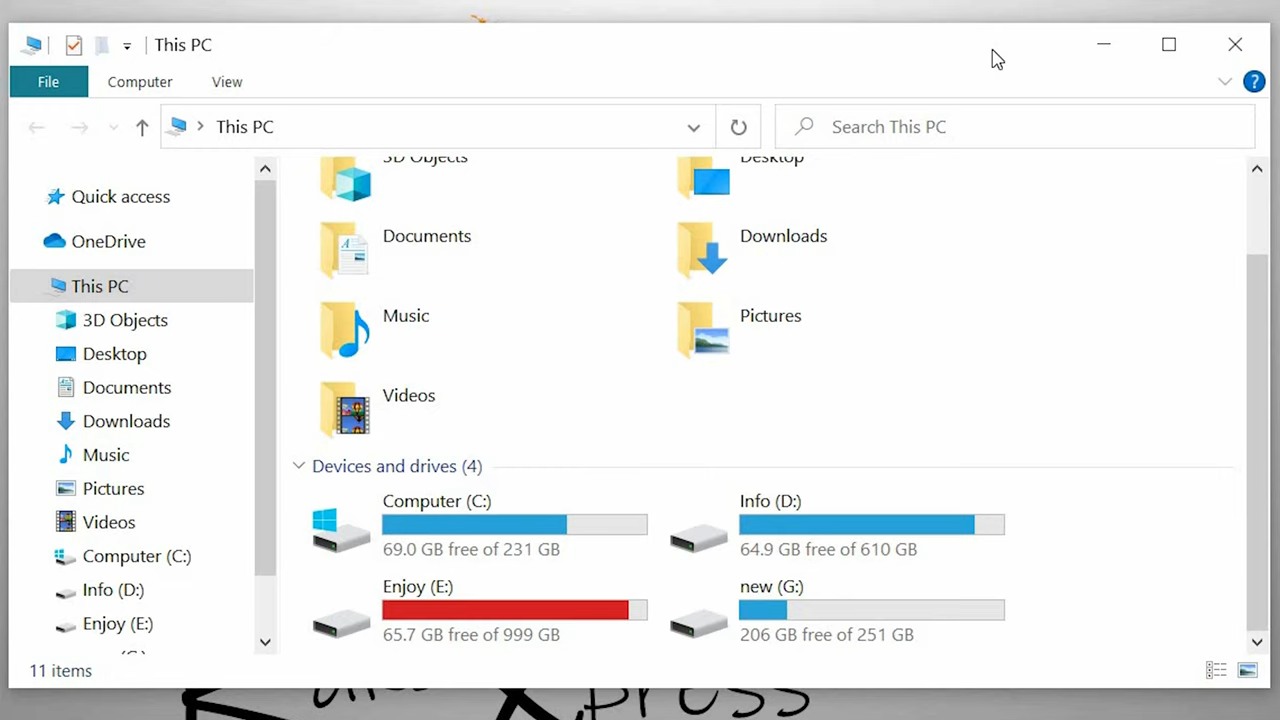 This PC
File Computer View
This PC Search This PC
Quick access
OneDrive
This PC
3D Objects
Desktop
Documents
Downloads
Music
Pictures
Videos
Computer (C:)
Info (D:)
Enjoy (E:)
3D Objects
Desktop
Documents
Downloads
Music
Pictures
Videos
Devices and drives (4)
Computer (C:)
69.0 GB free of 231 GB
Info (D:)
64.9 GB free of 610 GB
Enjoy (E:)
65.7 GB free of 999 GB
new (G:)
206 GB free of 251 GB
11 items